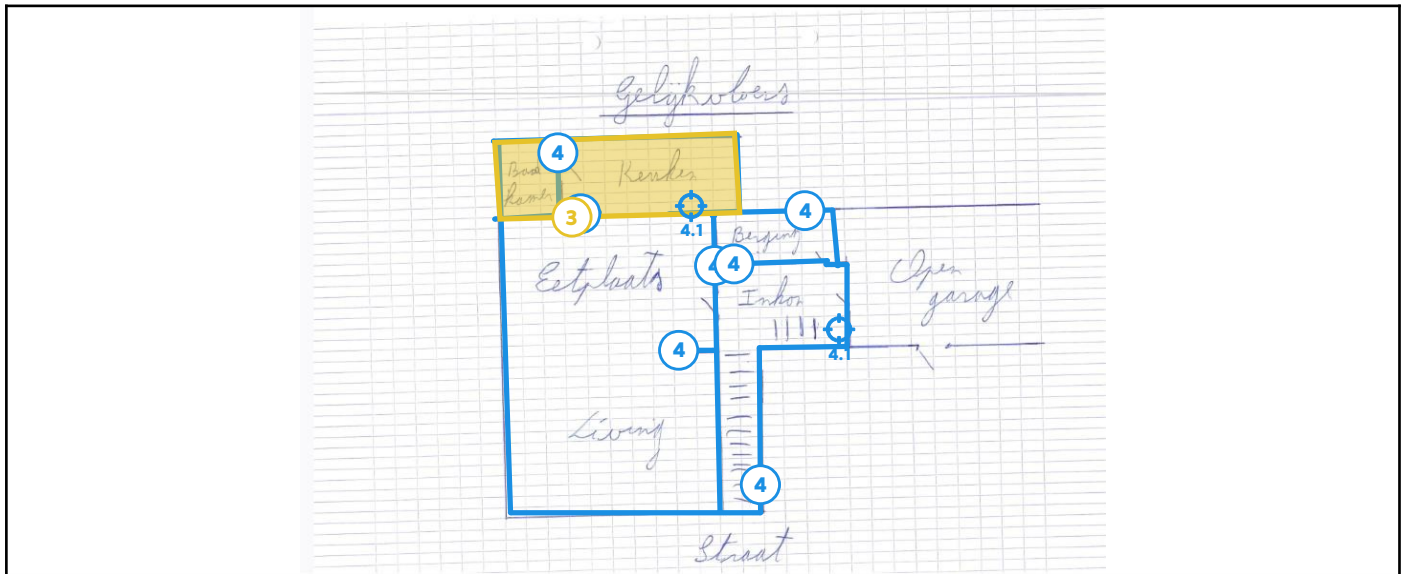 Gelijkvloers
4
Bad
kamer
Keuken
3
4.1
4
Berging
4
Eetplaats
Inkom
Open
garage
4
4.1
Living
4
Straat